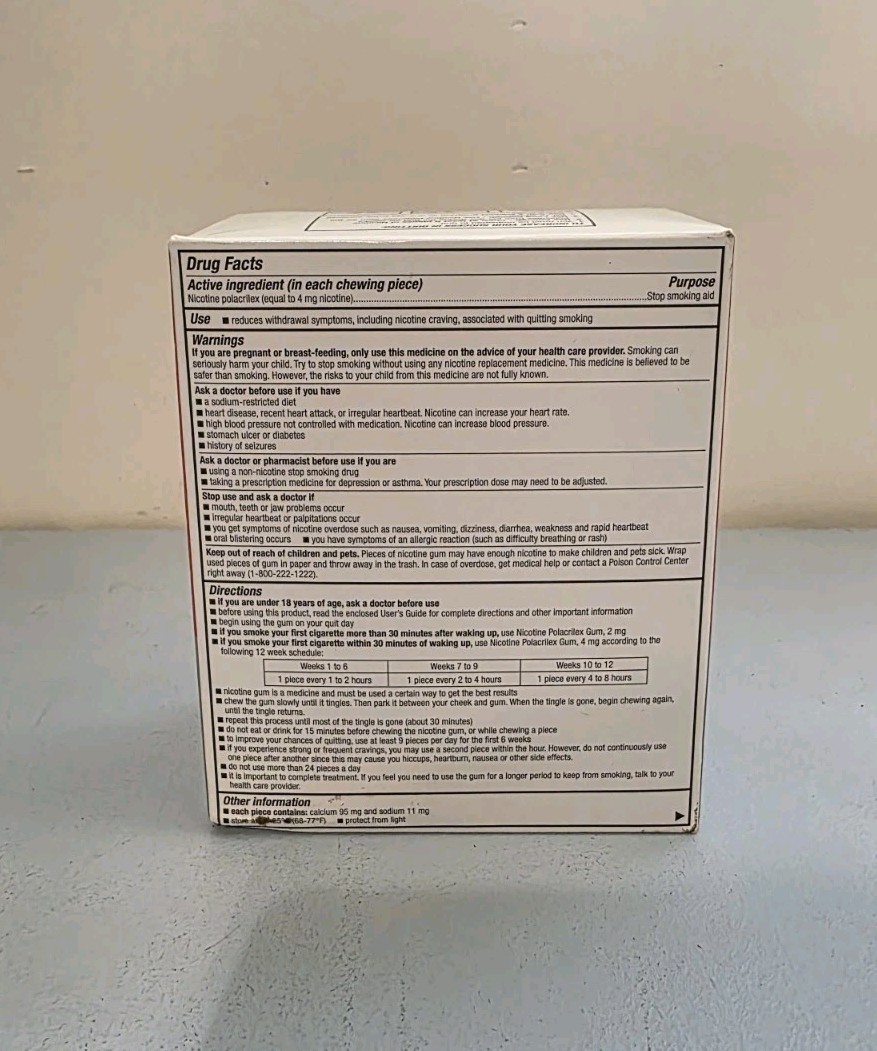 Drug Facts
Active ingredient (in each chewing piece) Purpose
Nicotine polacrilex (equal to 4 mg nicotine)...Stop smoking aid
Use ■ reduces withdrawal symptoms, including nicotine craving, associated with quitting smoking
Warnings
If you are pregnant or breast-feeding, only use this medicine on the advice of your health care provider. Smoking can
seriously harm your child. Try to stop smoking without using any nicotine replacement medicine. This medicine is believed to be
safer than smoking. However, the risks to your child from this medicine are not fully known.
Ask a doctor before use if you have
■ a sodium-restricted diet
■ heart disease, recent heart attack, or irregular heartbeat. Nicotine can increase your heart rate.
■ high blood pressure not controlled with medication. Nicotine can increase blood pressure.
■ stomach ulcer or diabetes
■ history of seizures
Ask a doctor or pharmacist before use if you are
■ using a non-nicotine stop smoking drug
■ taking a prescription medicine for depression or asthma. Your prescription dose may need to be adjusted.
Stop use and ask a doctor if
■ mouth, teeth or jaw problems occur
■ irregular heartbeat or palpitations occur
■ you get symptoms of nicotine overdose such as nausea, vomiting, dizziness, diarrhea, weakness and rapid heartbeat
■ oral blistering occurs ■ you have symptoms of an allergic reaction (such as difficulty breathing or rash)
Keep out of reach of children and pets. Pieces of nicotine gum may have enough nicotine to make children and pets sick. Wrap
used pieces of gum in paper and throw away in the trash. In case of overdose, get medical help or contact a Poison Control Center
right away (1-800-222-1222).
Directions
■ if you are under 18 years of age, ask a doctor before use
■ before using this product, read the enclosed User's Guide for complete directions and other important information
■ begin using the gum on your quit day
■ if you smoke your first cigarette more than 30 minutes after waking up, use Nicotine Polacrilex Gum, 2 mg
■ if you smoke your first cigarette within 30 minutes of waking up, use Nicotine Polacrilex Gum, 4 mg according to the
following 12 week schedule:
Weeks 1 to 6 Weeks 7 to 9 Weeks 10 to 12
1 piece every 1 to 2 hours 1 piece every 2 to 4 hours 1 piece every 4 to 8 hours
■ nicotine gum is a medicine and must be used a certain way to get the best results
■ chew the gum slowly until it tingles. Then park it between your cheek and gum. When the tingle is gone, begin chewing again,
until the tingle returns.
■ repeat this process until most of the tingle is gone (about 30 minutes)
■ do not eat or drink for 15 minutes before chewing the nicotine gum, or while chewing a piece
■ to improve your chances of quitting, use at least 9 pieces per day for the first 6 weeks
■ if you experience strong or frequent cravings, you may use a second piece within the hour. However, do not continuously use
one piece after another since this may cause you hiccups, heartburn, nausea or other side effects.
■ do not use more than 24 pieces a day
■ it is important to complete treatment. If you feel you need to use the gum for a longer period to keep from smoking, talk to your
health care provider.
Other information
■ each piece contains: calcium 95 mg and sodium 11 mg
■ store (68-77°F) ■ protect from light